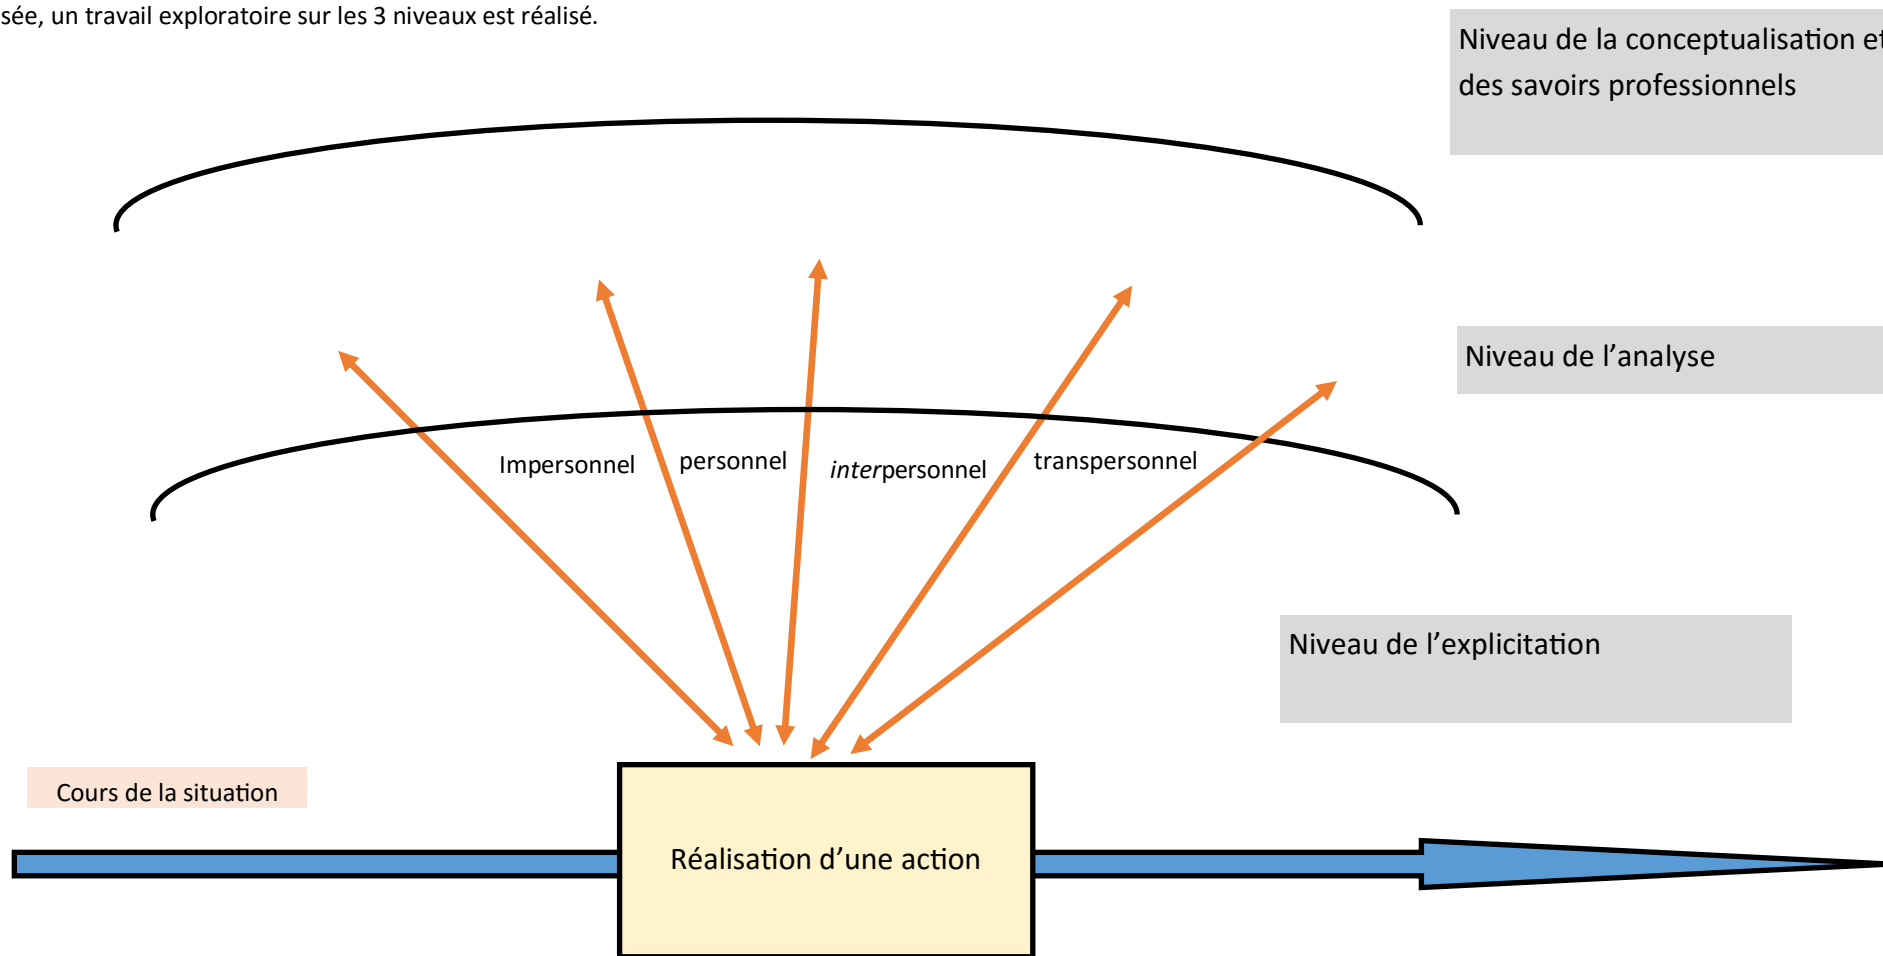 sée, un travail exploratoire sur les 3 niveaux est réalisé.
Niveau de la conceptualisation et
des savoirs professionnels
Niveau de l’analyse
Impersonnel
personnel
interpersonnel
transpersonnel
Niveau de l’explicitation
Cours de la situation
Réalisation d’une action